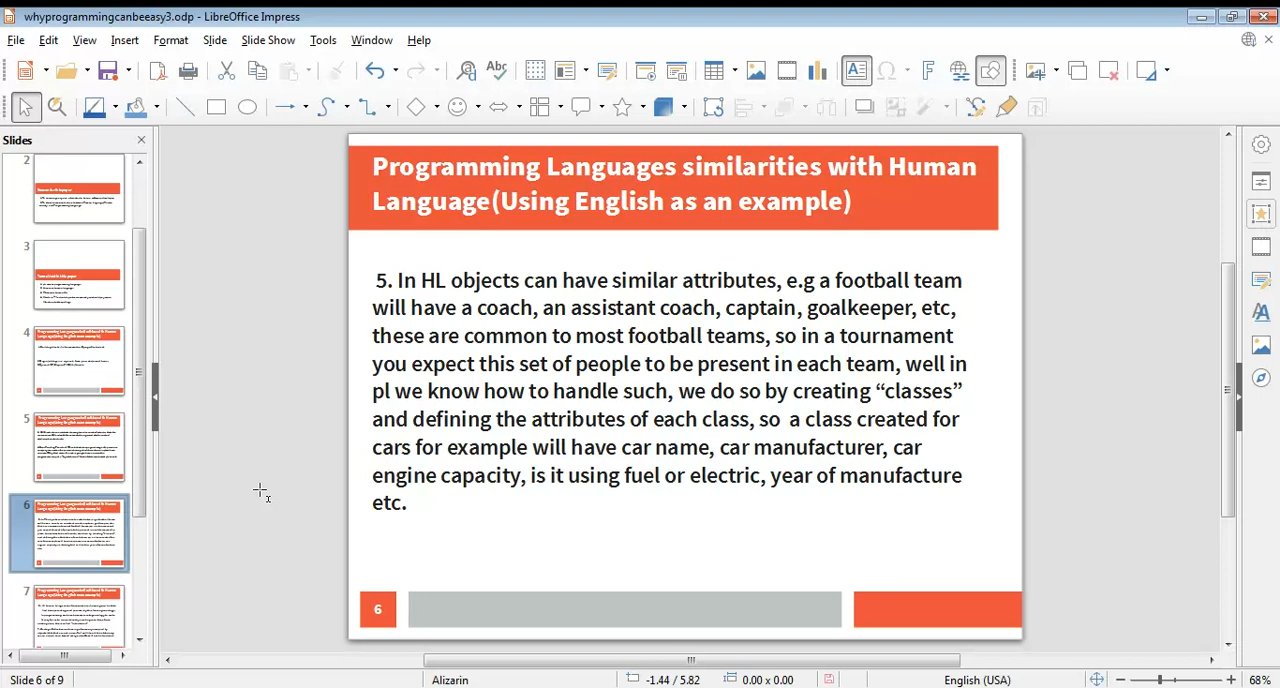 whyprogrammingcanbeeasy3.odp - LibreOffice Impress
File Edit View Insert Format Slide Slide Show Tools Window Help
Abc
Slides
2
3
4
5
6
7
Programming Languages similarities with Human
Language(Using English as an example)
5. In HL objects can have similar attributes, e.g a football team
will have a coach, an assistant coach, captain, goalkeeper, etc,
these are common to most football teams, so in a tournament
you expect this set of people to be present in each team, well in
pl we know how to handle such, we do so by creating “classes”
and defining the attributes of each class, so  a class created for
cars for example will have car name, car manufacturer, car
engine capacity, is it using fuel or electric, year of manufacture
etc.
6
Slide 6 of 9 Alizarin -1.44 / 5.82 0.00 x 0.00 English (USA) 68%